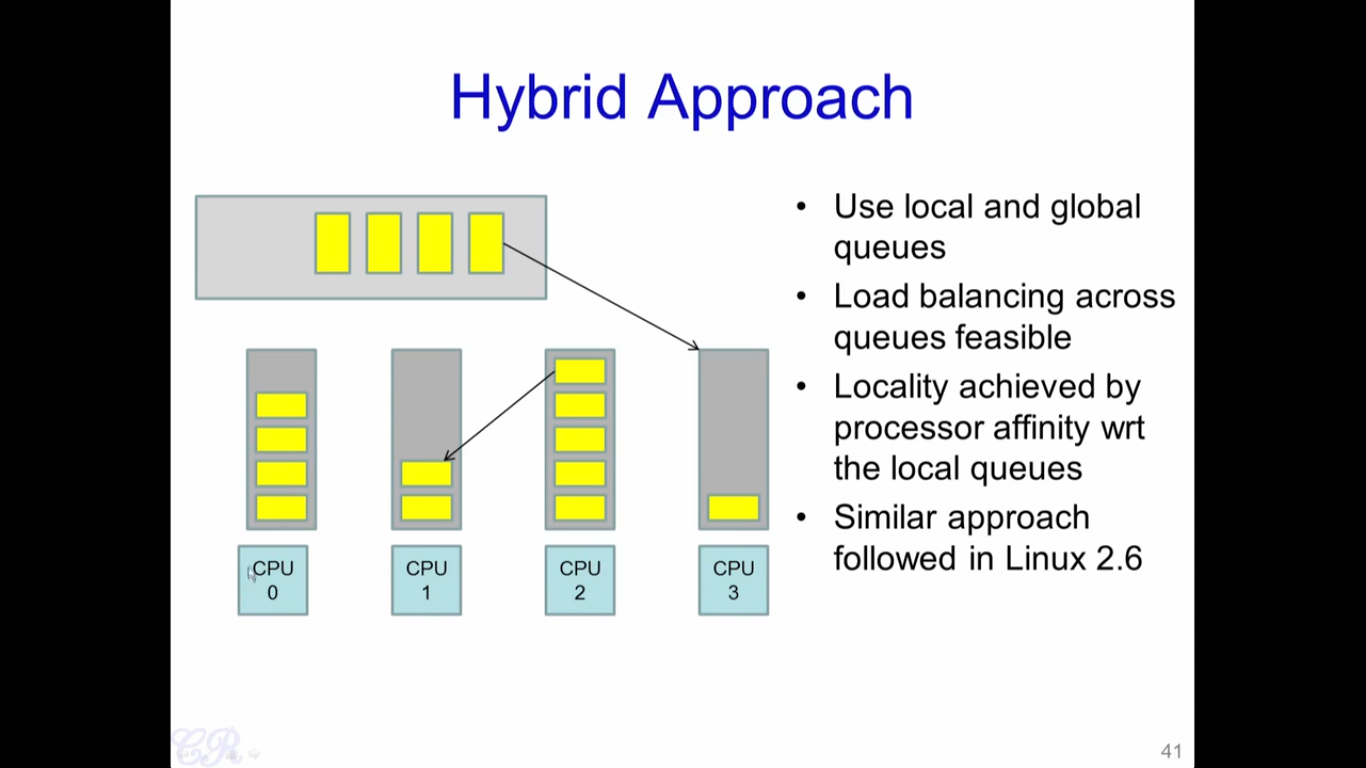 Hybrid Approach
• Use local and global
queues
• Load balancing across
queues feasible
• Locality achieved by
processor affinity wrt
the local queues
• Similar approach
followed in Linux 2.6
CPU
0
CPU
1
CPU
2
CPU
3
CR
41